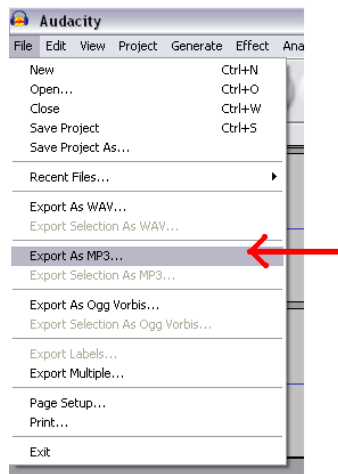 Audacity
File Edit View Project Generate Effect Ana
New Ctrl+N
Open... Ctrl+O
Close Ctrl+W
Save Project Ctrl+S
Save Project As...
Recent Files...
Export As WAV...
Export Selection As WAV...
Export As MP3...
Export Selection As MP3...
Export As Ogg Vorbis...
Export Selection As Ogg Vorbis...
Export Labels...
Export Multiple...
Page Setup...
Print...
Exit